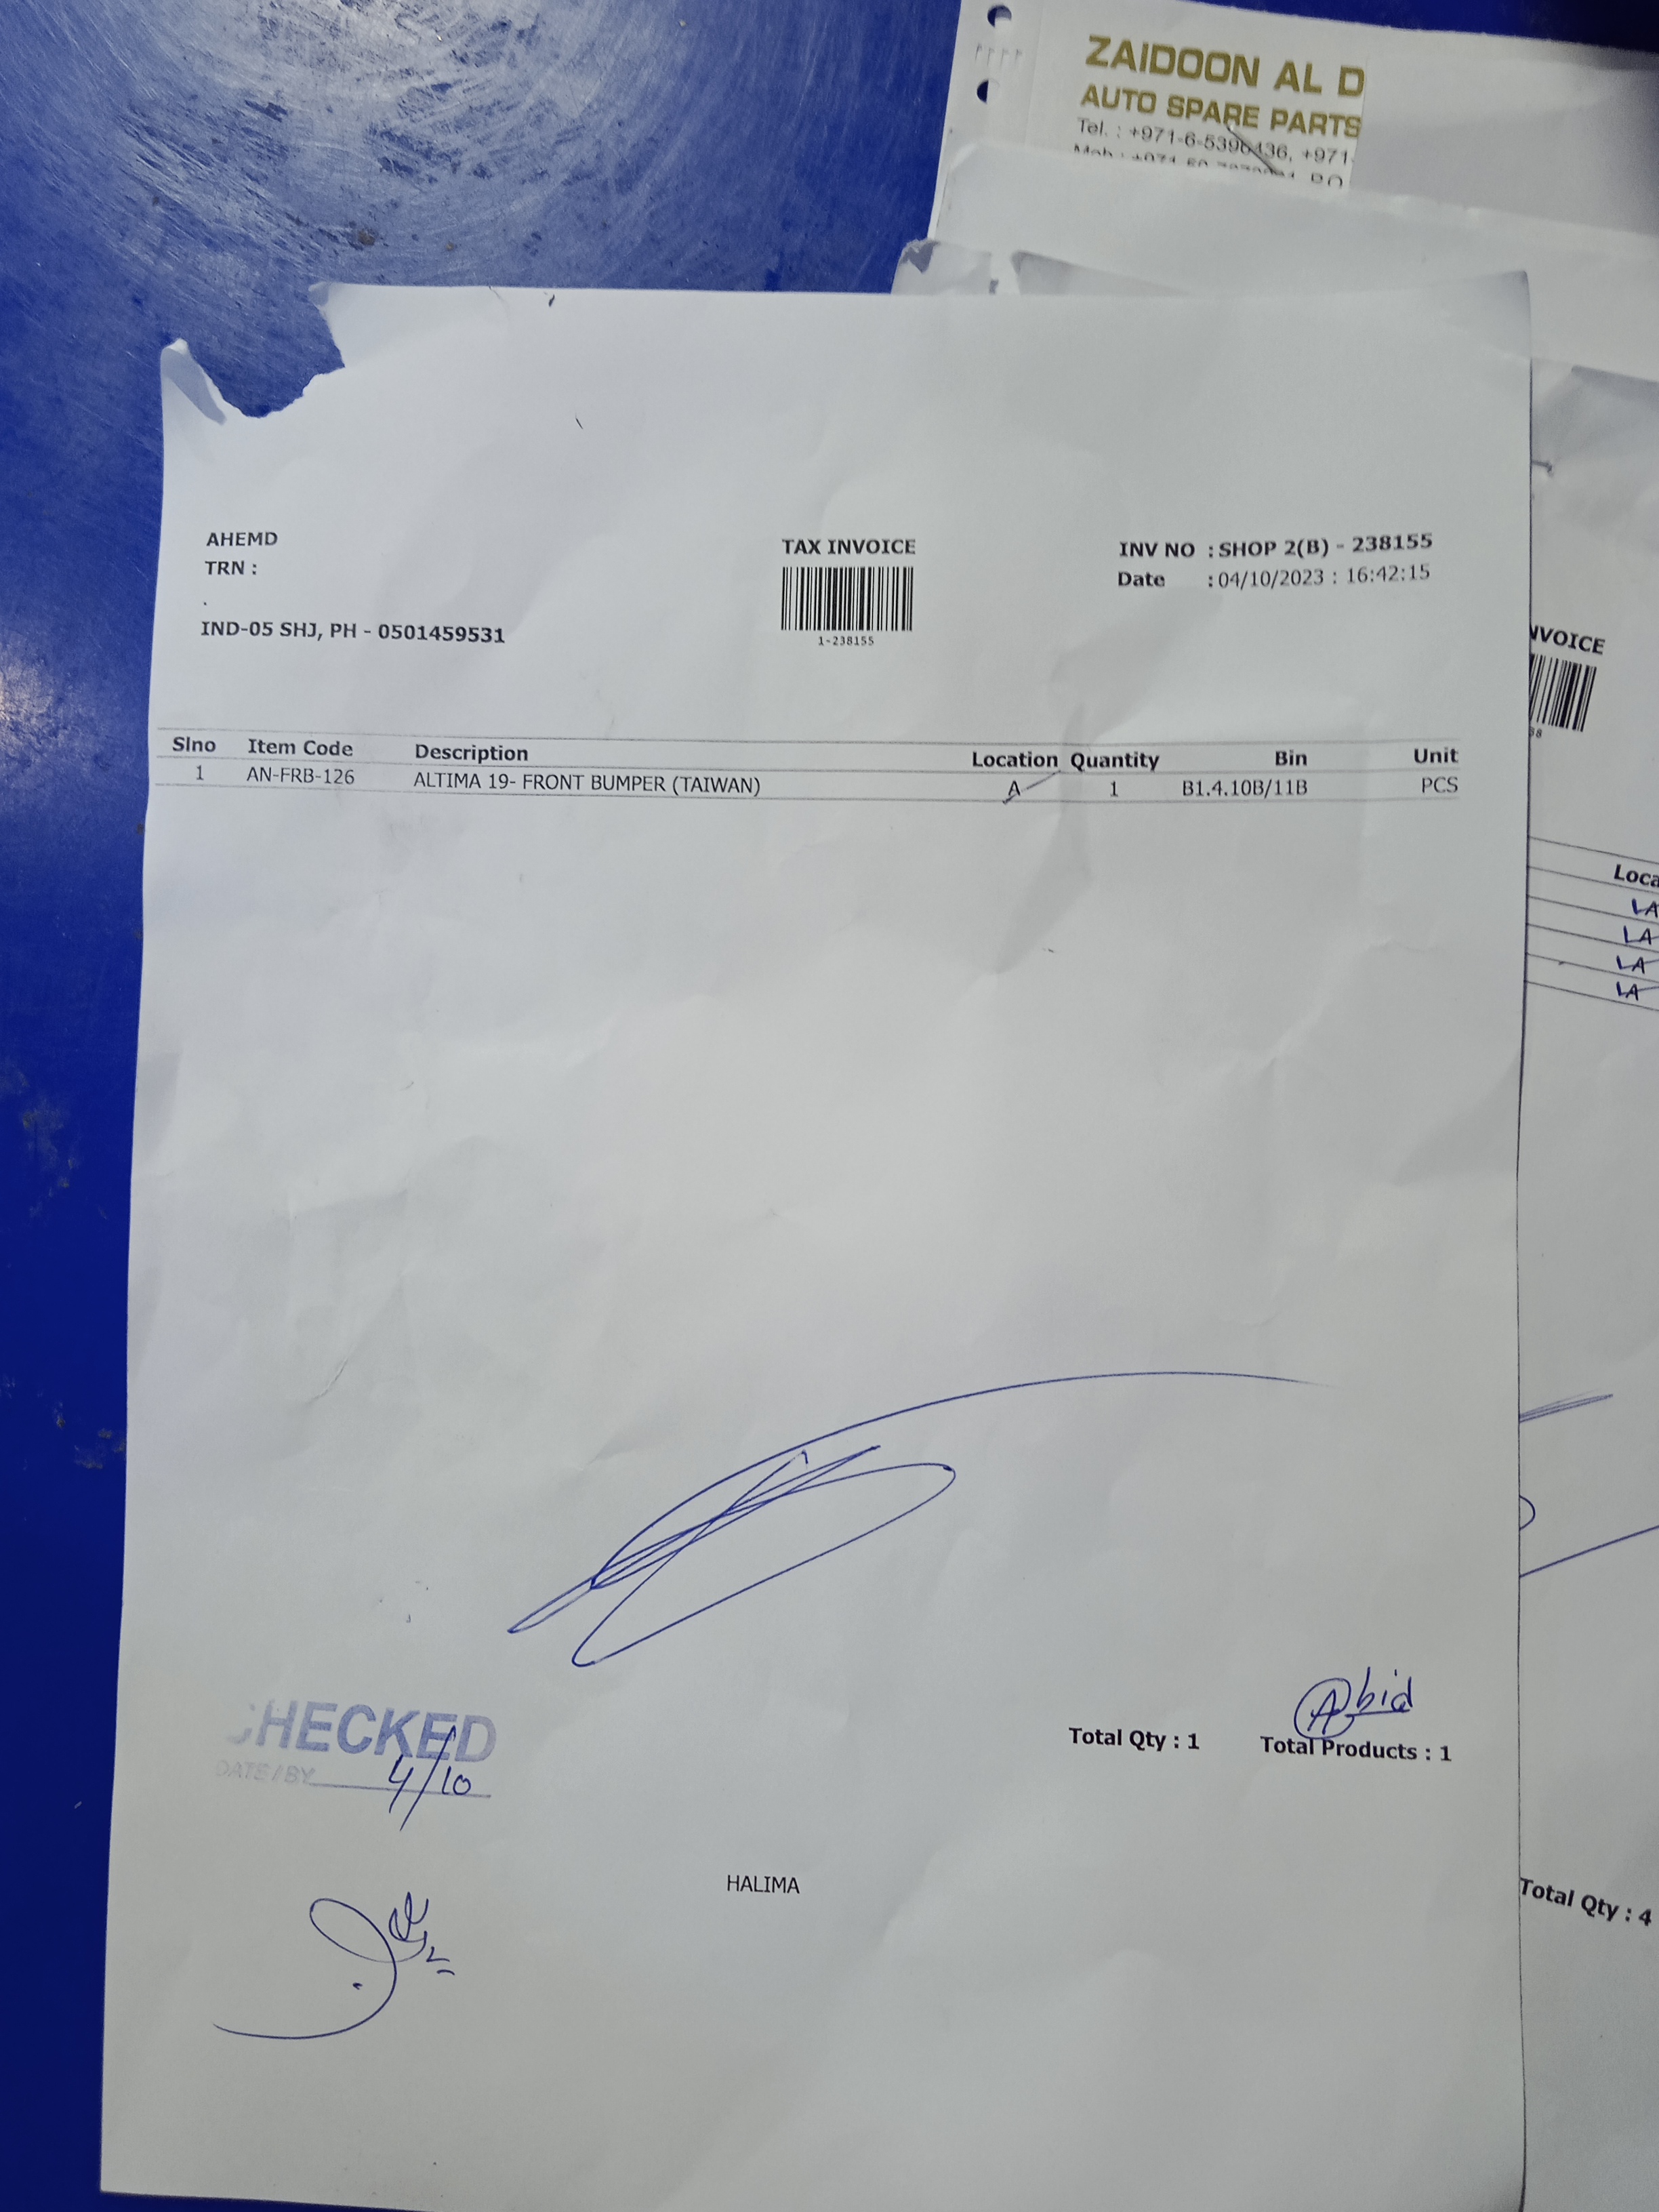 ZAIDOON AL D
AUTO SPARE PARTS
Tel. : +971-6-5396436, +971-
AHEMD
TRN :
.
IND-05 SHJ, PH - 0501459531
TAX INVOICE
1-238155
INV NO : SHOP 2(B) - 238155
Date : 04/10/2023 : 16:42:15
Slno Item Code Description Location Quantity Bin Unit
1 AN-FRB-126 ALTIMA 19- FRONT BUMPER (TAIWAN) A 1 B1.4.10B/11B PCS
NVOICE
Loca
LA
LA
LA
LA
Abid
Total Qty : 1 Total Products : 1
CHECKED
DATE/BY 4/10
HALIMA
Total Qty : 4